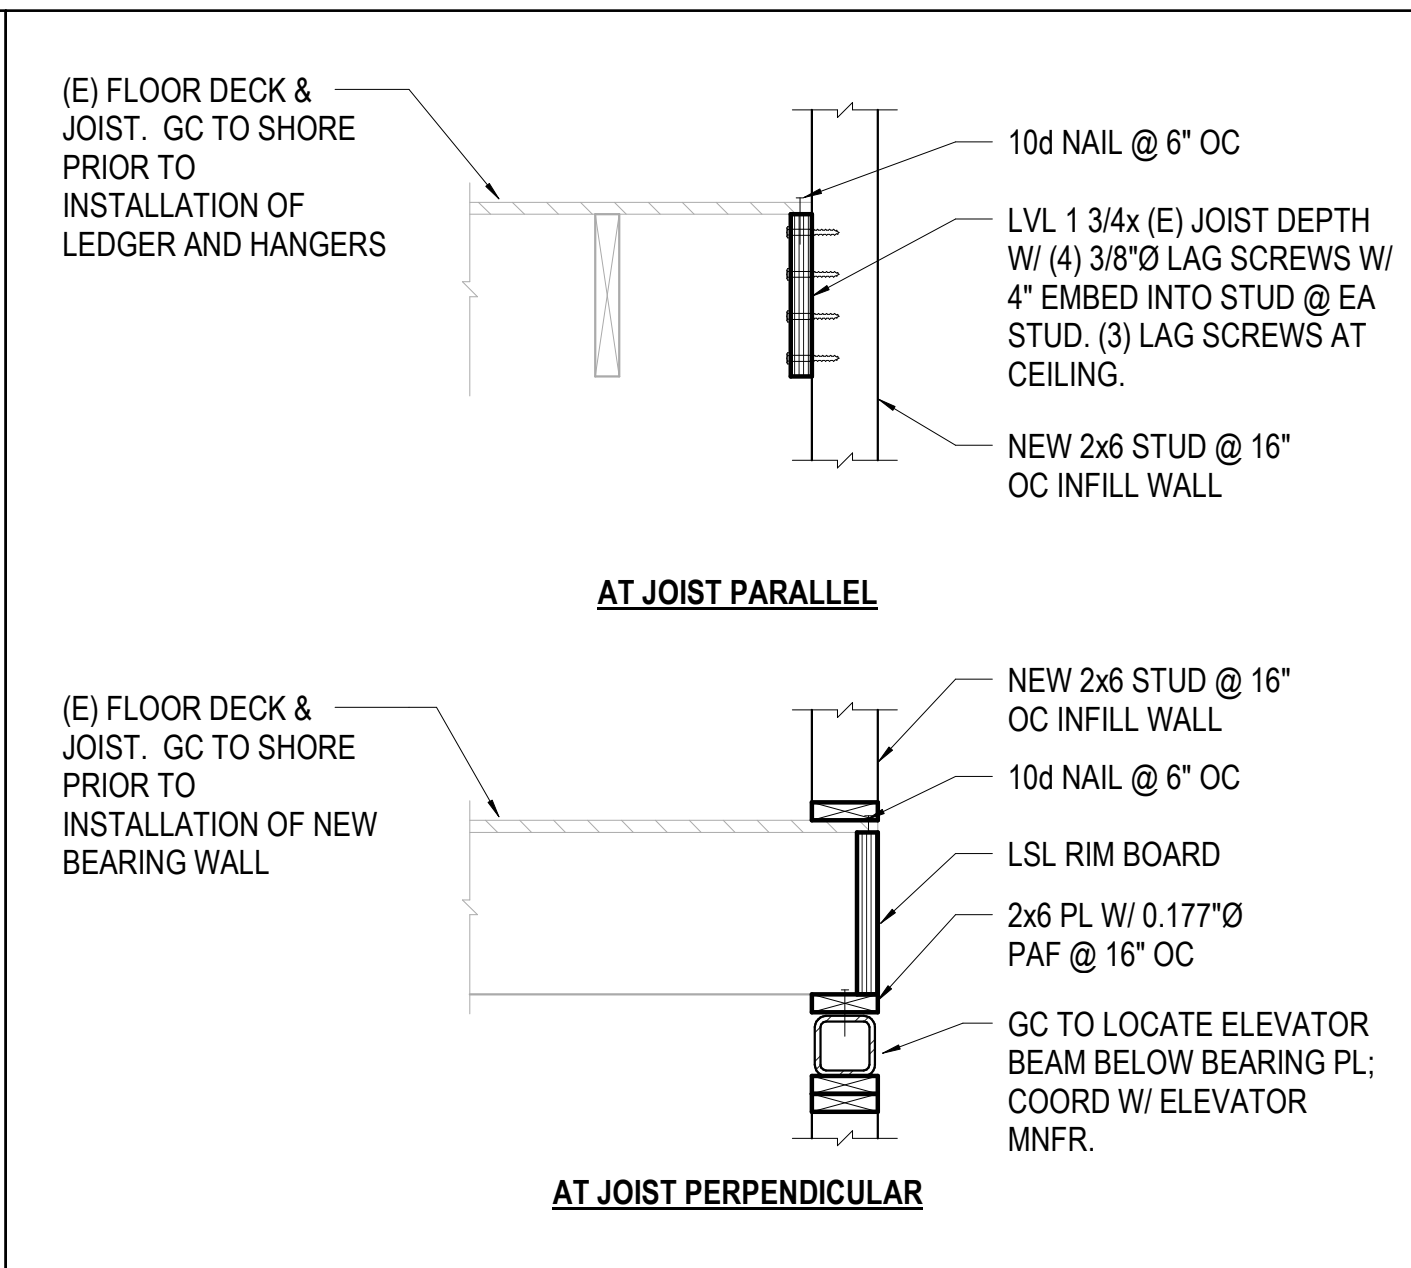 (E) FLOOR DECK &
JOIST. GC TO SHORE
PRIOR TO
INSTALLATION OF
LEDGER AND HANGERS
10d NAIL @ 6" OC
LVL 1 3/4x (E) JOIST DEPTH
W/ (4) 3/8"Ø LAG SCREWS W/
4" EMBED INTO STUD @ EA
STUD. (3) LAG SCREWS AT
CEILING.
NEW 2x6 STUD @ 16"
OC INFILL WALL
AT JOIST PARALLEL
(E) FLOOR DECK &
JOIST. GC TO SHORE
PRIOR TO
INSTALLATION OF NEW
BEARING WALL
NEW 2x6 STUD @ 16"
OC INFILL WALL
10d NAIL @ 6" OC
LSL RIM BOARD
2x6 PL W/ 0.177"Ø
PAF @ 16" OC
GC TO LOCATE ELEVATOR
BEAM BELOW BEARING PL;
COORD W/ ELEVATOR
MNFR.
AT JOIST PERPENDICULAR